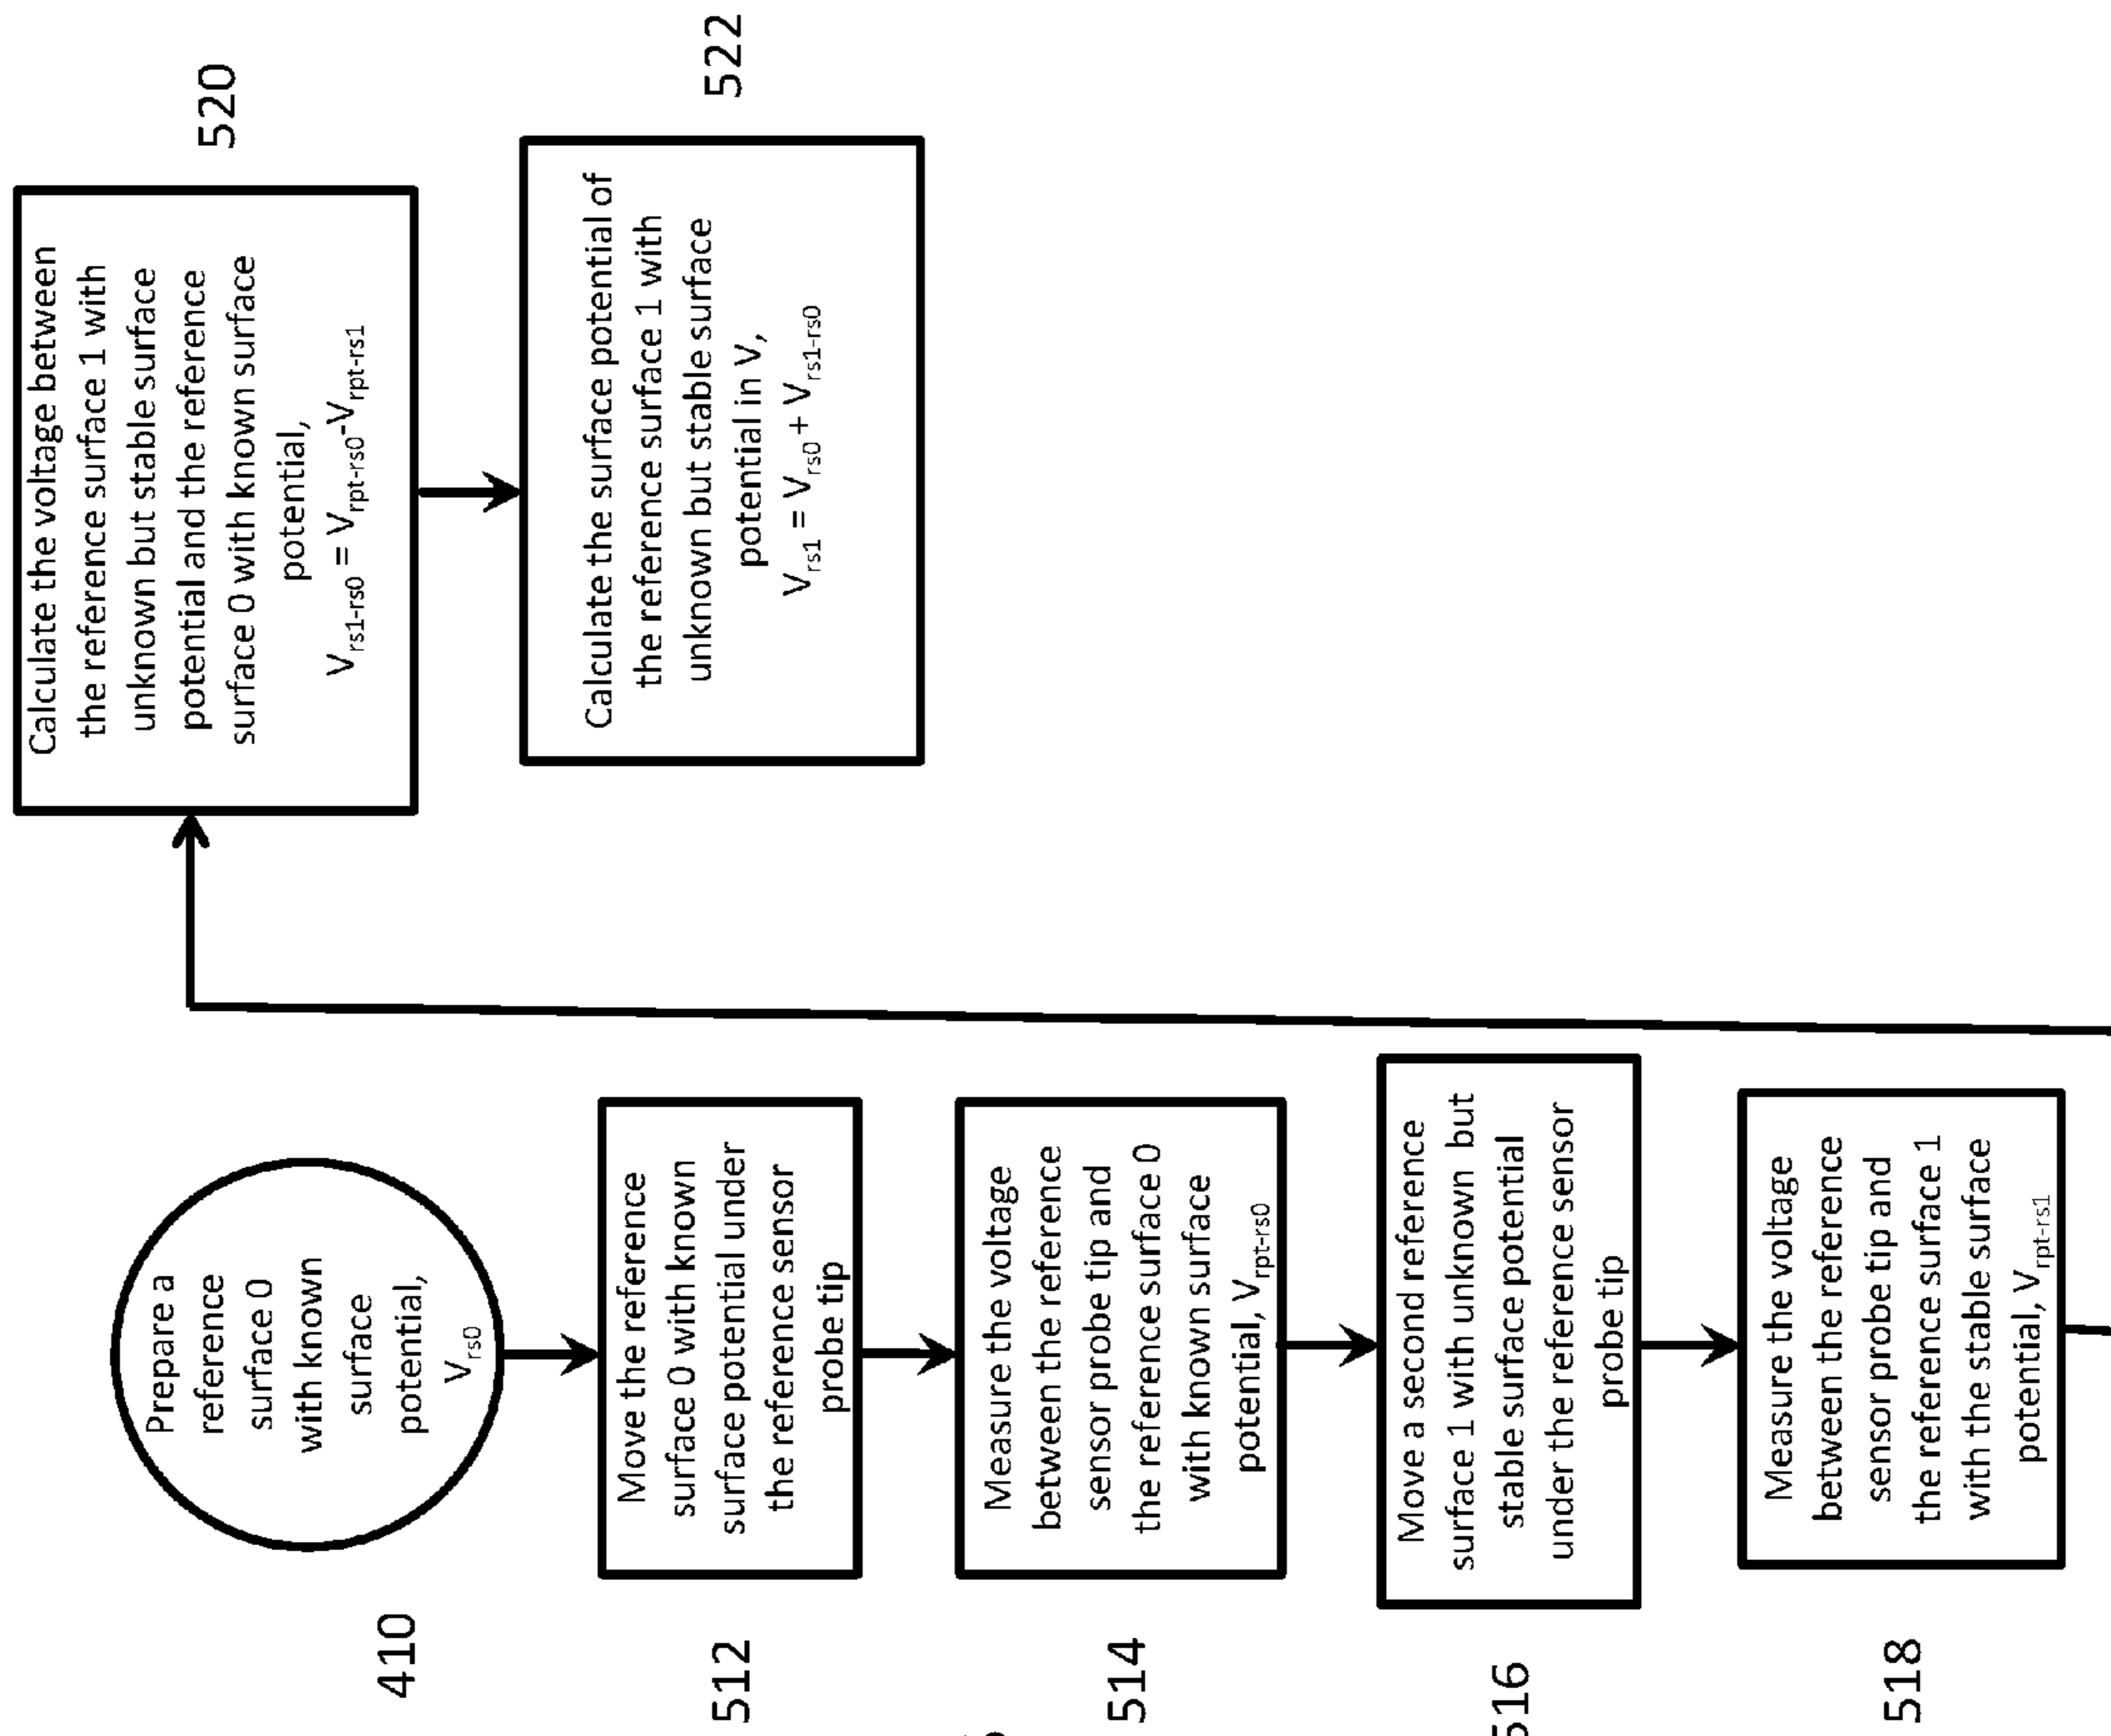 410
Prepare a
reference
surface 0
with known
surface
potential,
Vrs0
512
Move the reference
surface 0 with known
surface potential under
the reference sensor
probe tip
514
Measure the voltage
between the reference
sensor probe tip and
the reference surface 0
with known surface
potential, Vrpt-rs0
516
Move a second reference
surface 1 with unknown but
stable surface potential
under the reference sensor
probe tip
518
Measure the voltage
between the reference
sensor probe tip and
the reference surface 1
with the stable surface
potential, Vrpt-rs1
520
Calculate the voltage between
the reference surface 1 with
unknown but stable surface
potential and the reference
surface 0 with known surface
potential,
Vrs1-rs0 = Vrpt-rs0-Vrpt-rs1
522
Calculate the surface potential of
the reference surface 1 with
unknown but stable surface
potential in V,
Vrs1 = Vrs0 + Vrs1-rs0